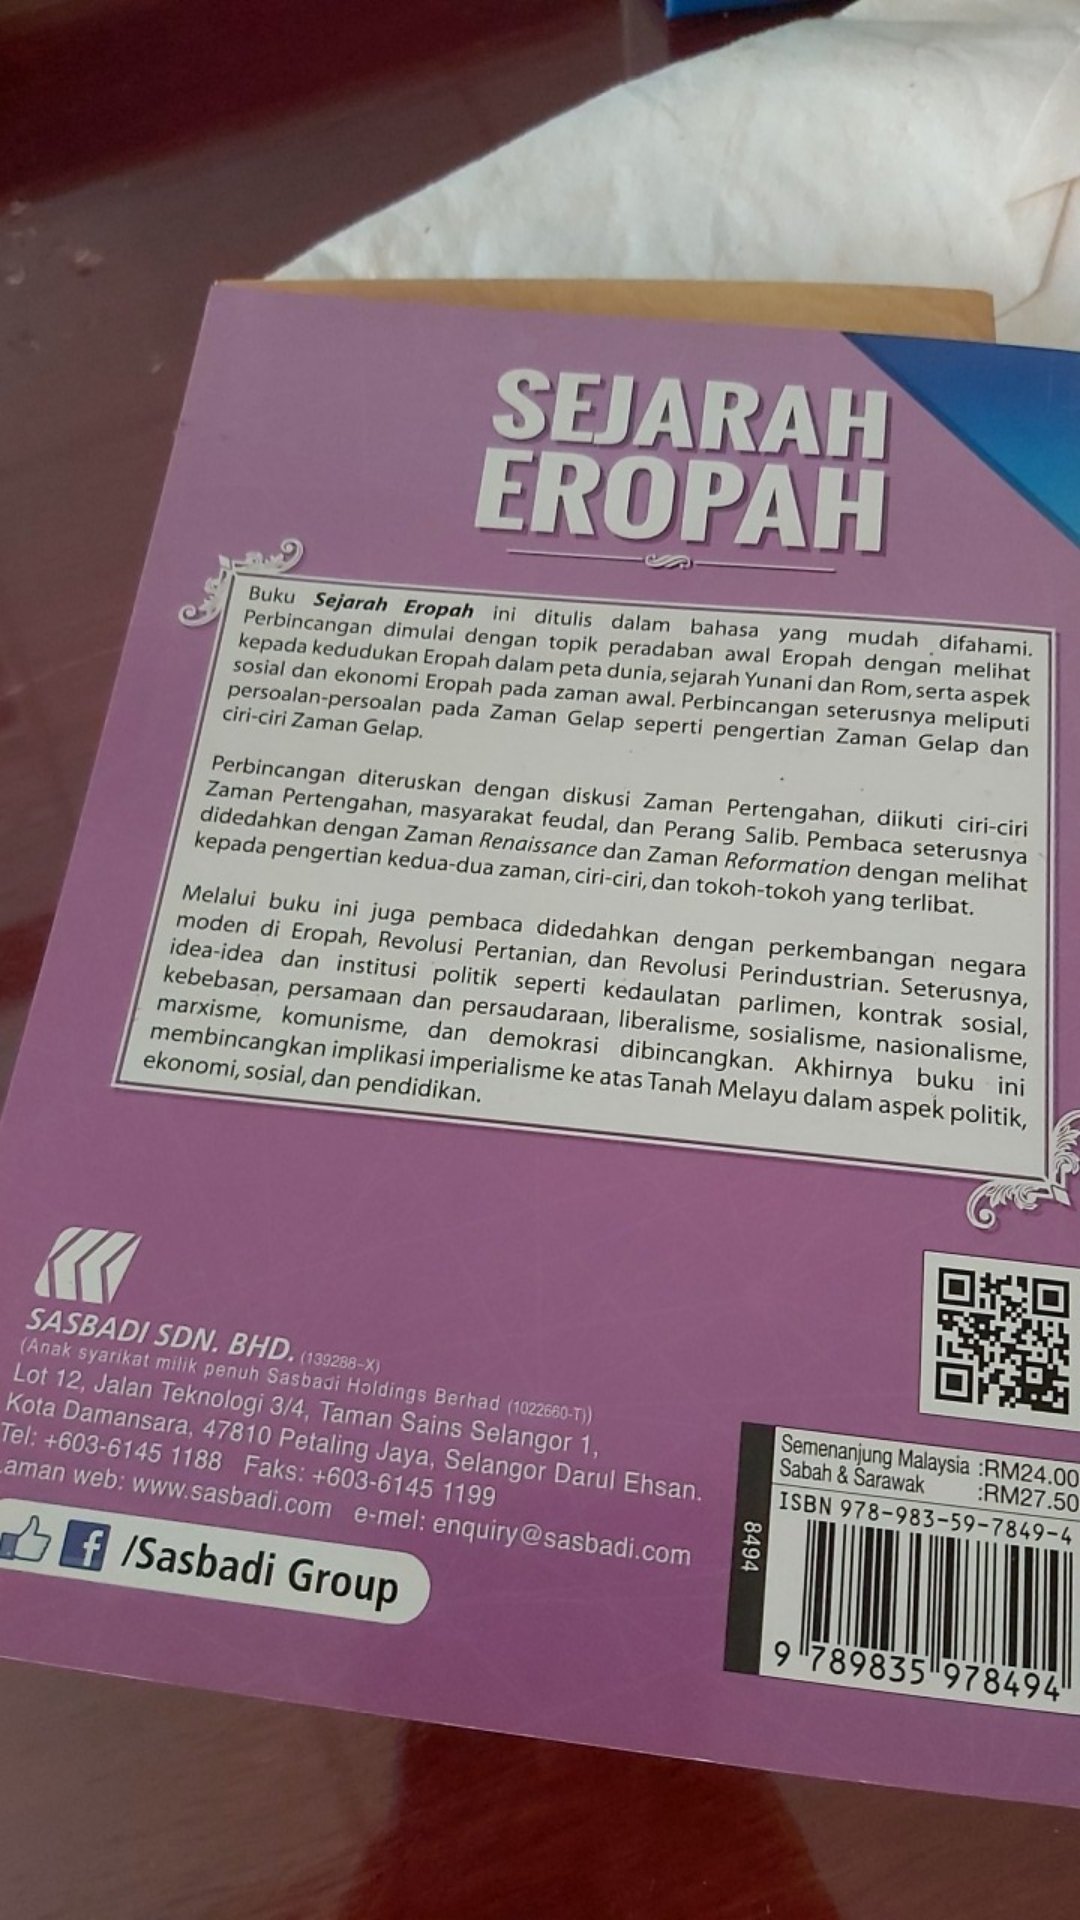 SEJARAH
EROPAH
Buku Sejarah Eropah ini ditulis dalam bahasa yang mudah difahami.
Perbincangan dimulai dengan topik peradaban awal Eropah dengan melihat
kepada kedudukan Eropah dalam peta dunia, sejarah Yunani dan Rom, serta aspek
sosial dan ekonomi Eropah pada zaman awal. Perbincangan seterusnya meliputi
persoalan-persoalan pada Zaman Gelap seperti pengertian Zaman Gelap dan
ciri-ciri Zaman Gelap.
Perbincangan diteruskan dengan diskusi Zaman Pertengahan, diikuti ciri-ciri
Zaman Pertengahan, masyarakat feudal, dan Perang Salib. Pembaca seterusnya
didedahkan dengan Zaman Renaissance dan Zaman Reformation dengan melihat
kepada pengertian kedua-dua zaman, ciri-ciri, dan tokoh-tokoh yang terlibat.
Melalui buku ini juga pembaca didedahkan dengan perkembangan negara
moden di Eropah, Revolusi Pertanian, dan Revolusi Perindustrian. Seterusnya,
idea-idea dan institusi politik seperti kedaulatan parlimen, kontrak sosial,
kebebasan, persamaan dan persaudaraan, liberalisme, sosialisme, nasionalisme,
marxisme, komunisme, dan demokrasi dibincangkan. Akhirnya buku ini
membincangkan implikasi imperialisme ke atas Tanah Melayu dalam aspek politik,
ekonomi, sosial, dan pendidikan.
SASBADI SDN. BHD. (139288-X)
(Anak syarikat milik penuh Sasbadi Holdings Berhad (1022660-T))
Lot 12, Jalan Teknologi 3/4, Taman Sains Selangor 1,
Kota Damansara, 47810 Petaling Jaya, Selangor Darul Ehsan.
Tel: +603-6145 1188 Faks: +603-6145 1199
Laman web: www.sasbadi.com e-mel: enquiry@sasbadi.com
f /Sasbadi Group
Semenanjung Malaysia :RM24.00
Sabah & Sarawak :RM27.50
ISBN 978-983-59-7849-4
8494
9 789835 978494